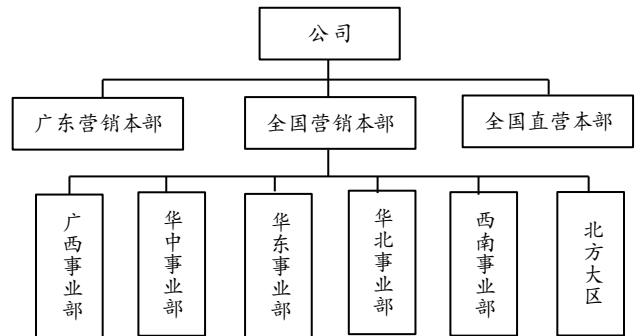 公司
广东营销本部
全国营销本部
全国直营本部
广西事业部
华中事业部
华东事业部
华北事业部
西南事业部
北方大区